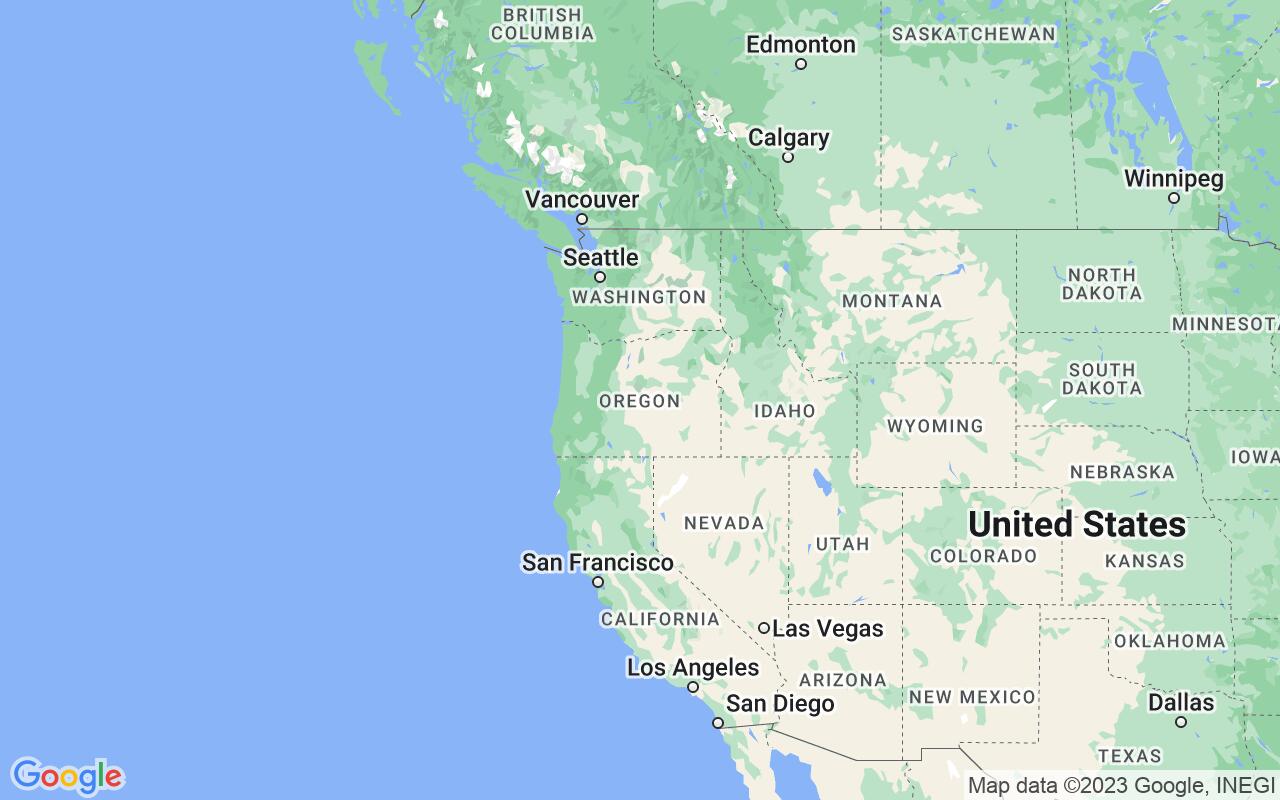 BRITISH
COLUMBIA
Edmonton
SASKATCHEWAN
Calgary
Winnipeg
Vancouver
Seattle
WASHINGTON
MONTANA
NORTH
DAKOTA
MINNESOTA
SOUTH
DAKOTA
OREGON
IDAHO
WYOMING
IOWA
NEBRASKA
NEVADA
United States
UTAH
COLORADO
KANSAS
San Francisco
CALIFORNIA
Las Vegas
OKLAHOMA
Los Angeles
ARIZONA
NEW MEXICO
San Diego
Dallas
TEXAS
Google
Map data ©2023 Google, INEGI